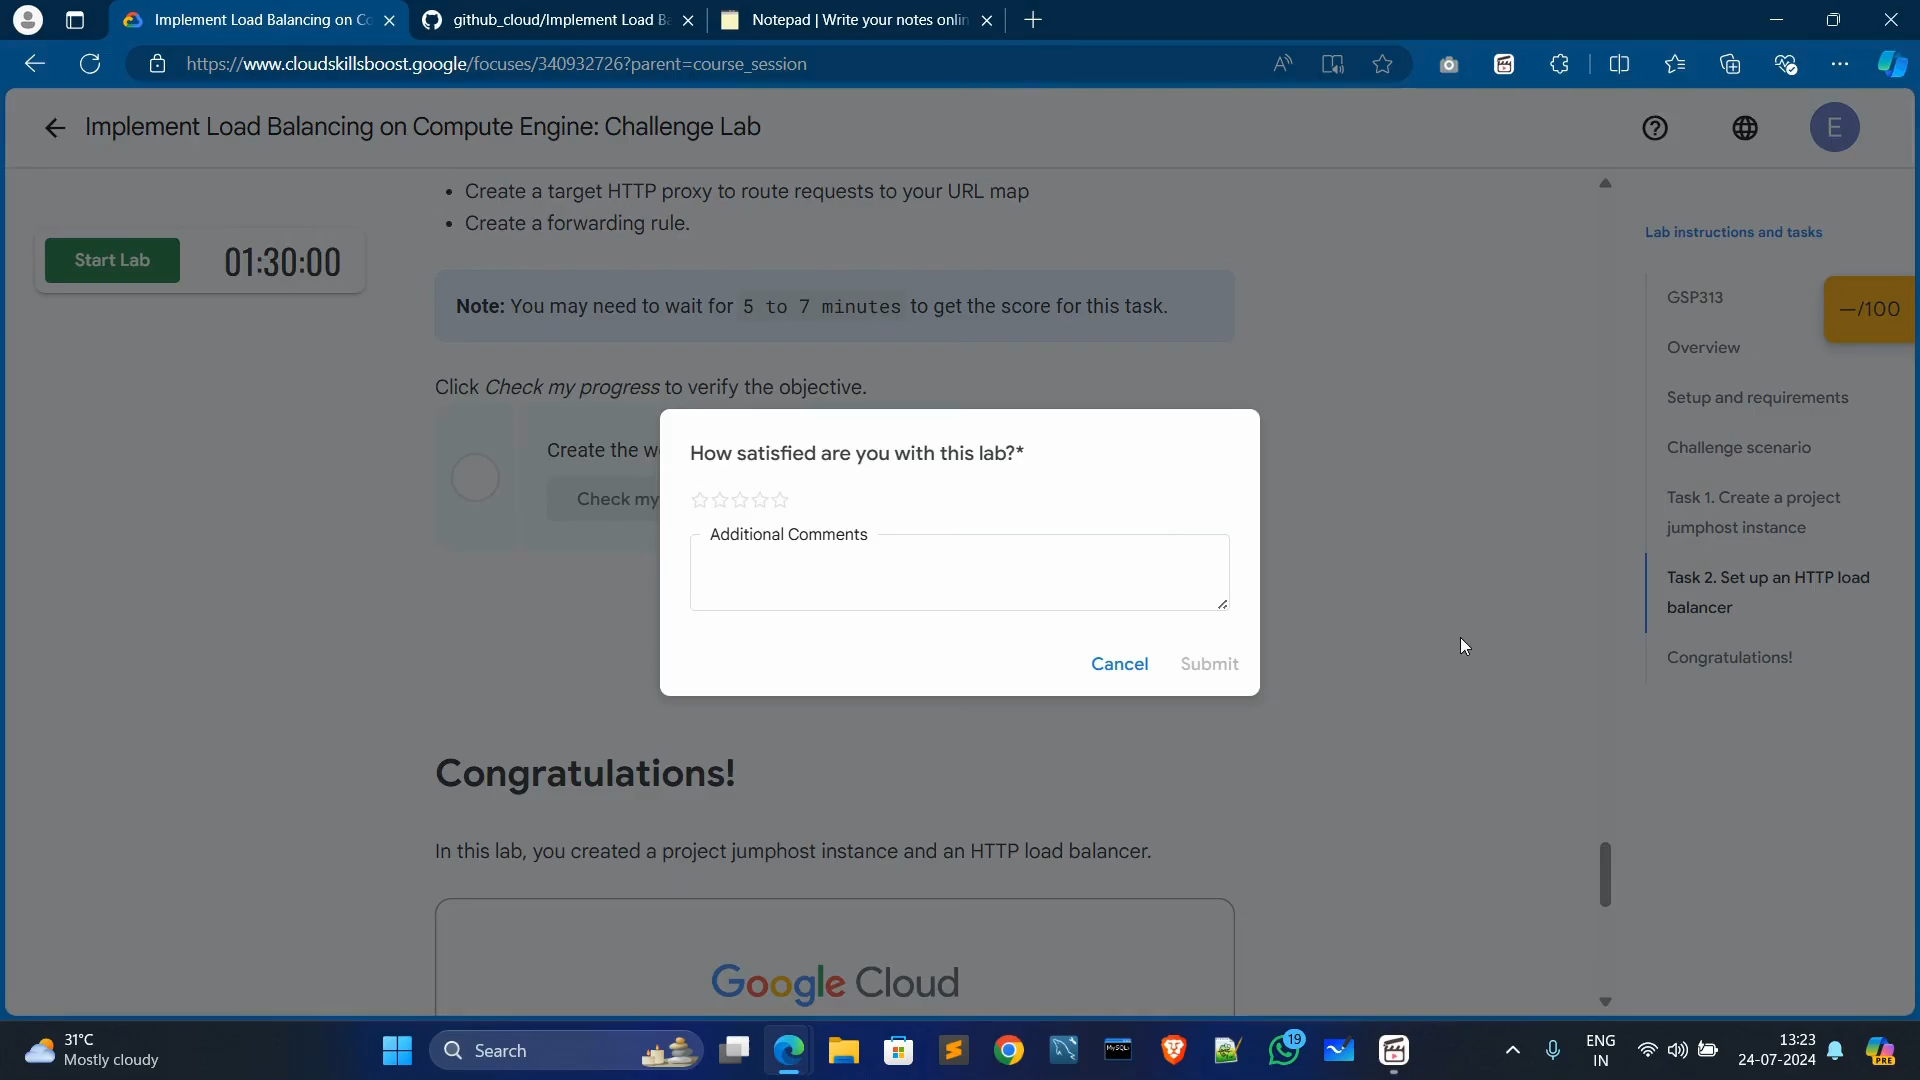 Implement Load Balancing on Co
github_cloud/Implement Load B
Notepad | Write your notes onlin
https://www.cloudskillsboost.google/focuses/340932726?parent=course_session
Implement Load Balancing on Compute Engine: Challenge Lab
E
Start Lab
01:30:00
• Create a target HTTP proxy to route requests to your URL map
• Create a forwarding rule.
Note: You may need to wait for 5 to 7 minutes to get the score for this task.
Click Check my progress to verify the objective.
Create the w
Check my
How satisfied are you with this lab?*
Additional Comments
Cancel
Submit
Congratulations!
In this lab, you created a project jumphost instance and an HTTP load balancer.
Google Cloud
Lab instructions and tasks
GSP313
—/100
Overview
Setup and requirements
Challenge scenario
Task 1. Create a project
jumphost instance
Task 2. Set up an HTTP load
balancer
Congratulations!
31°C
Mostly cloudy
Search
MySQL
19
ENG
IN
13:23
24-07-2024
PRE